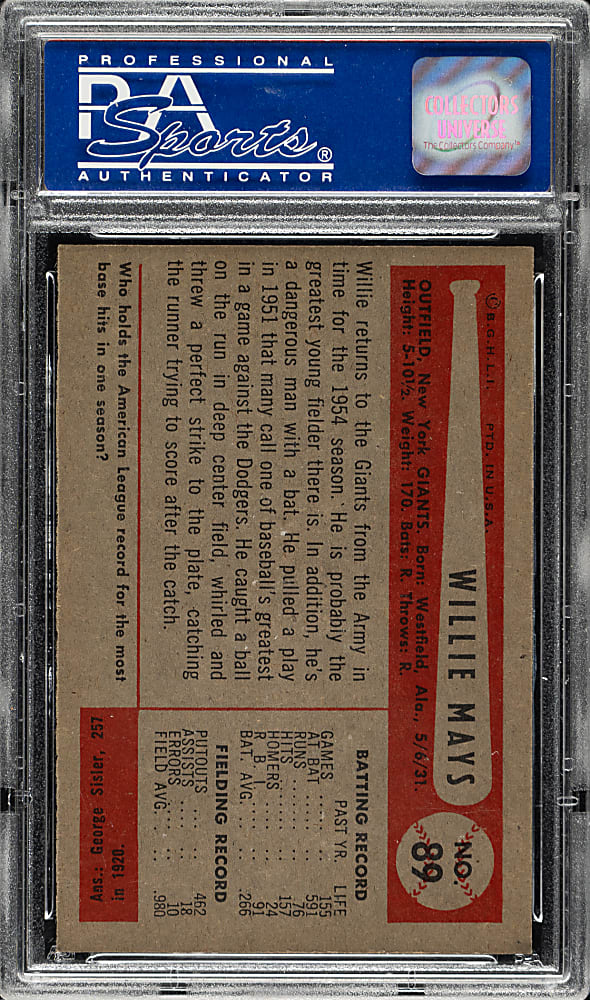 PROFESSIONAL
PSA
Sports®
AUTHENTICATOR
COLLECTORS
UNIVERSE
The Collectors Company™
© B.G.H.L.I. PTD. IN U.S.A.
WILLIE MAYS
NO.
89
OUTFIELD, New York GIANTS Born: Westfield, Ala., 5/6/31.
Height: 5-10½ Weight: 170. Bats: R. Throws: R.
Willie returns to the Giants from the Army in
time for the 1954 season. He is probably the
greatest young fielder there is. In addition, he's
a dangerous man with a bat. He pulled a play
in 1951 that many call one of baseball's greatest
in a game against the Dodgers. He caught a ball
on the run in deep center field, whirled and
threw a perfect strike to the plate, catching
the runner trying to score after the catch.
BATTING RECORD
PAST YR. LIFE
GAMES ..... 155
AT BAT ..... 591
RUNS ..... 76
HITS ..... 157
HOMERS ..... 24
R. B. I. ..... 91
BAT. AVG. ..... .266
FIELDING RECORD
PUTOUTS ..... 462
ASSISTS ..... 18
ERRORS ..... 10
FIELD AVG. ..... .980
Who holds the American League record for the most
base hits in one season?
in 1920.
Ans.: George Sisler, 257